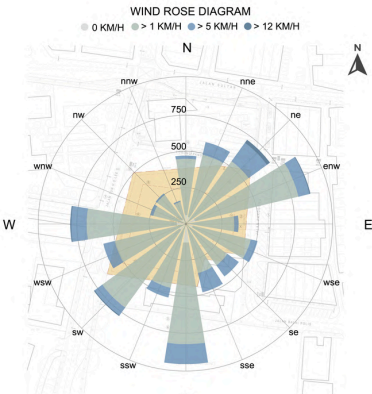 WIND ROSE DIAGRAM
0 KM/H > 1 KM/H > 5 KM/H > 12 KM/H
N
N
nnw nne
750
nw ne
500
wnw enw
250
W E
wsw wse
sw se
ssw sse